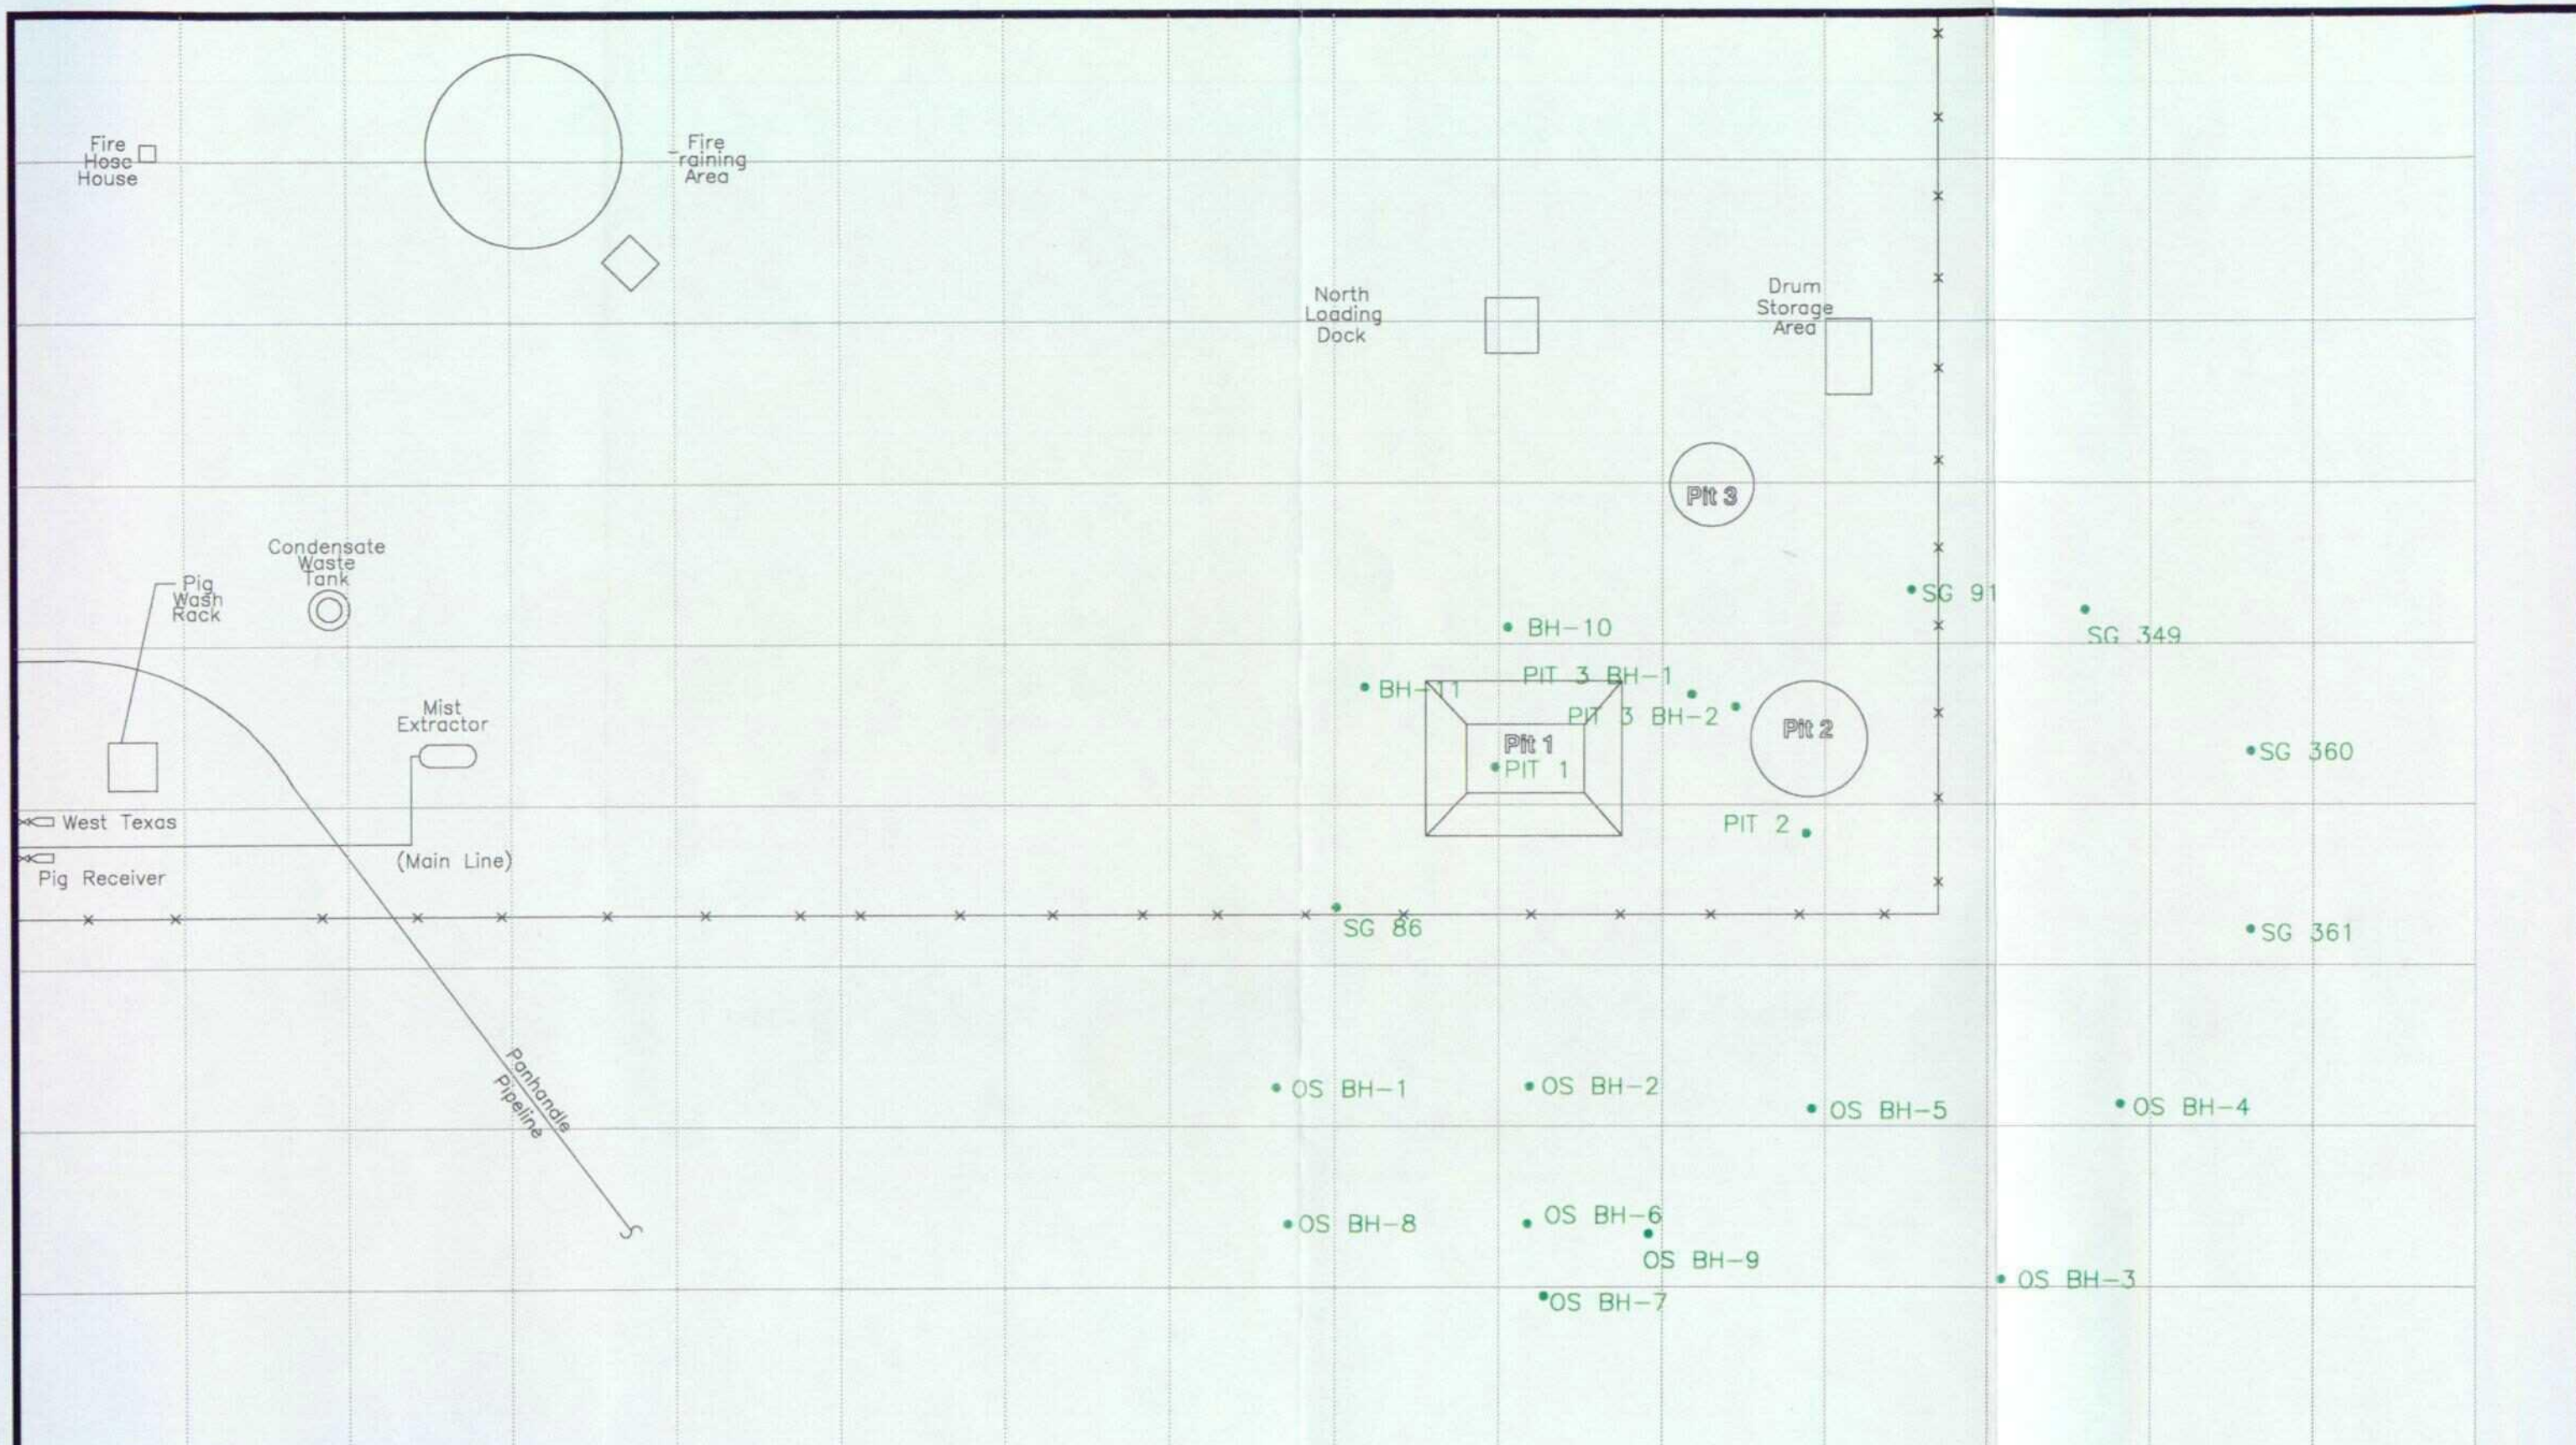 Fire
Hose
House
Fire
Training
Area
North
Loading
Dock
Drum
Storage
Area
Pit 3
Condensate
Waste
Tank
Pig
Wash
Rack
SG 91
SG 349
BH-10
PIT 3 BH-1
BH-11
PIT 3 BH-2
Mist
Extractor
Pit 1
PIT 1
Pit 2
SG 360
West Texas
PIT 2
(Main Line)
Pig Receiver
SG 86
SG 361
Panhandle
Pipeline
OS BH-1
OS BH-2
OS BH-5
OS BH-4
OS BH-8
OS BH-6
OS BH-9
OS BH-3
OS BH-7